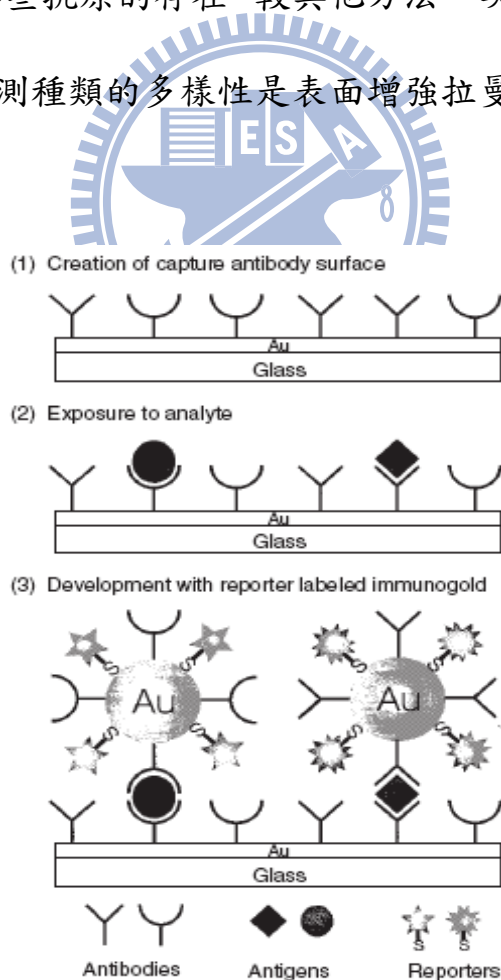 測種類的多樣性是表面增強拉曼
ES A
(1) Creation of capture antibody surface
Au
Glass
(2) Exposure to analyte
Au
Glass
(3) Development with reporter labeled immunogold
S S S S
Au Au
S S S S
Au
Glass
S S
Antibodies Antigens Reporters